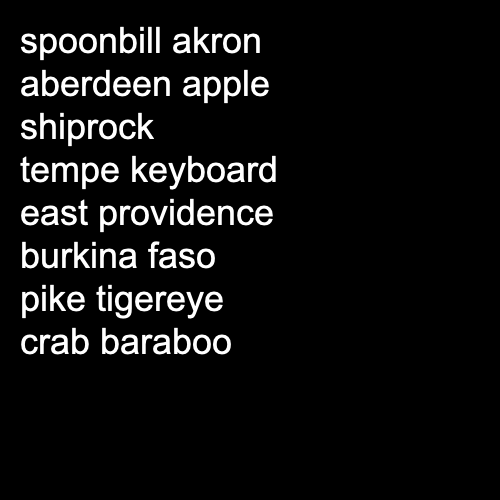 spoonbill akron
aberdeen apple
shiprock
tempe keyboard
east providence
burkina faso
pike tigereye
crab baraboo